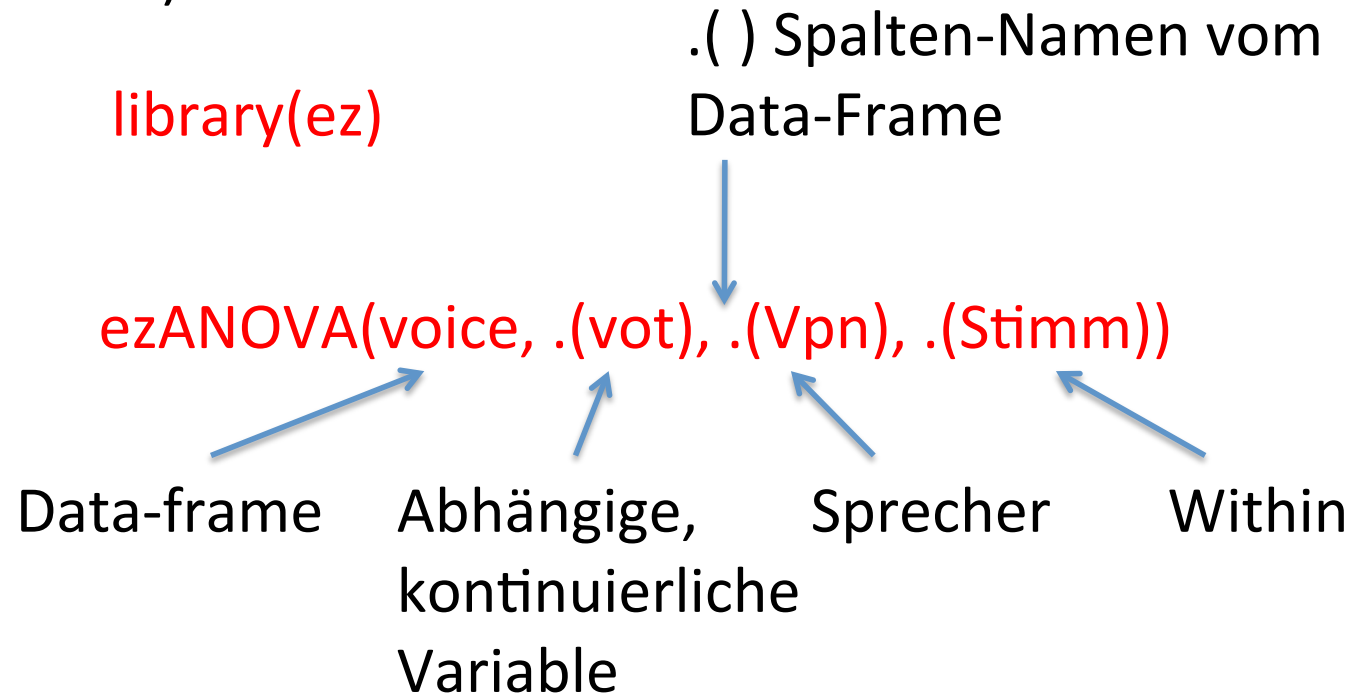 .( ) Spalten-Namen vom
Data-Frame
library(ez)
ezANOVA(voice, .(vot), .(Vpn), .(Stimm))
Data-frame
Abhängige,
kontinuierliche
Variable
Sprecher
Within